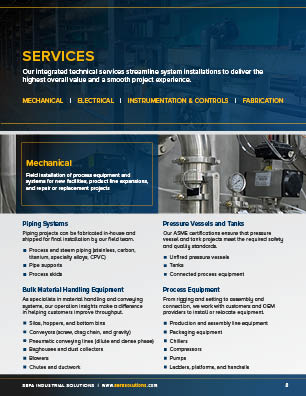 SERVICES
Our integrated technical services streamline system installations to deliver the
highest overall value and a smooth project experience.
MECHANICAL | ELECTRICAL | INSTRUMENTATION & CONTROLS | FABRICATION
Mechanical
Field installation of process equipment and
systems for new facilities, product line expansions,
and repair or replacement projects
Piping Systems
Piping projects can be fabricated in-house and
shipped for final installation by our field team.
■ Process and steam piping (stainless, carbon,
titanium, specialty alloys, CPVC)
■ Pipe supports
■ Process skids
Bulk Material Handling Equipment
As specialists in material handling and conveying
systems, our operation insights make a difference
in helping customers improve throughput.
■ Silos, hoppers, and bottom bins
■ Conveyors (screw, drag chain, and gravity)
■ Pneumatic conveying lines (dilute and dense phase)
■ Baghouses and dust collectors
■ Blowers
■ Chutes and ductwork
Pressure Vessels and Tanks
Our ASME certifications ensure that pressure
vessel and tank projects meet the required safety
and quality standards.
■ Unfired pressure vessels
■ Tanks
■ Connected process equipment
Process Equipment
From rigging and setting to assembly and
connection, we work with customers and OEM
providers to install or relocate equipment.
■ Production and assembly line equipment
■ Packaging equipment
■ Chillers
■ Compressors
■ Pumps
■ Ladders, platforms, and handrails
INDUSTRIAL SOLUTIONS |